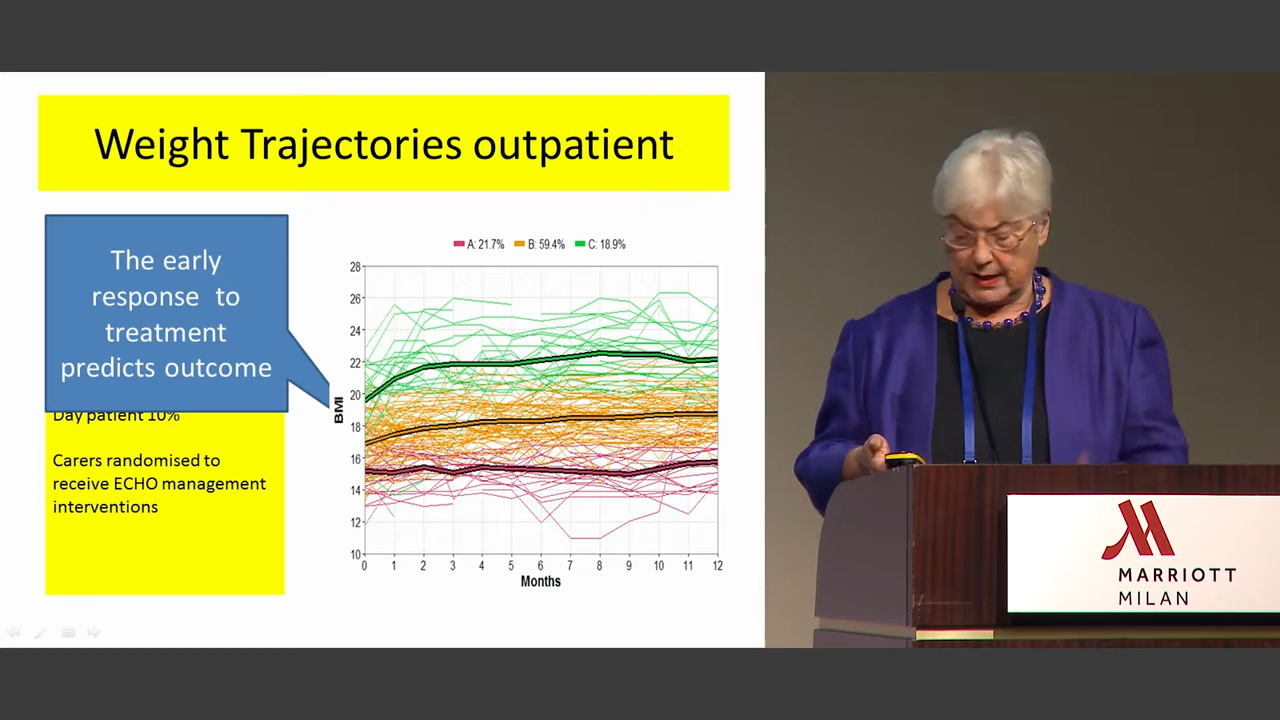 Weight Trajectories outpatient
The early
response to
treatment
predicts outcome
Day patient 10%
Carers randomised to
receive ECHO management
interventions
A: 21.7% B: 59.4% C: 18.9%
28
26
24
22
20
18
16
14
12
10
BMI
0 1 2 3 4 5 6 7 8 9 10 11 12
Months
MARRIOTT
MILAN